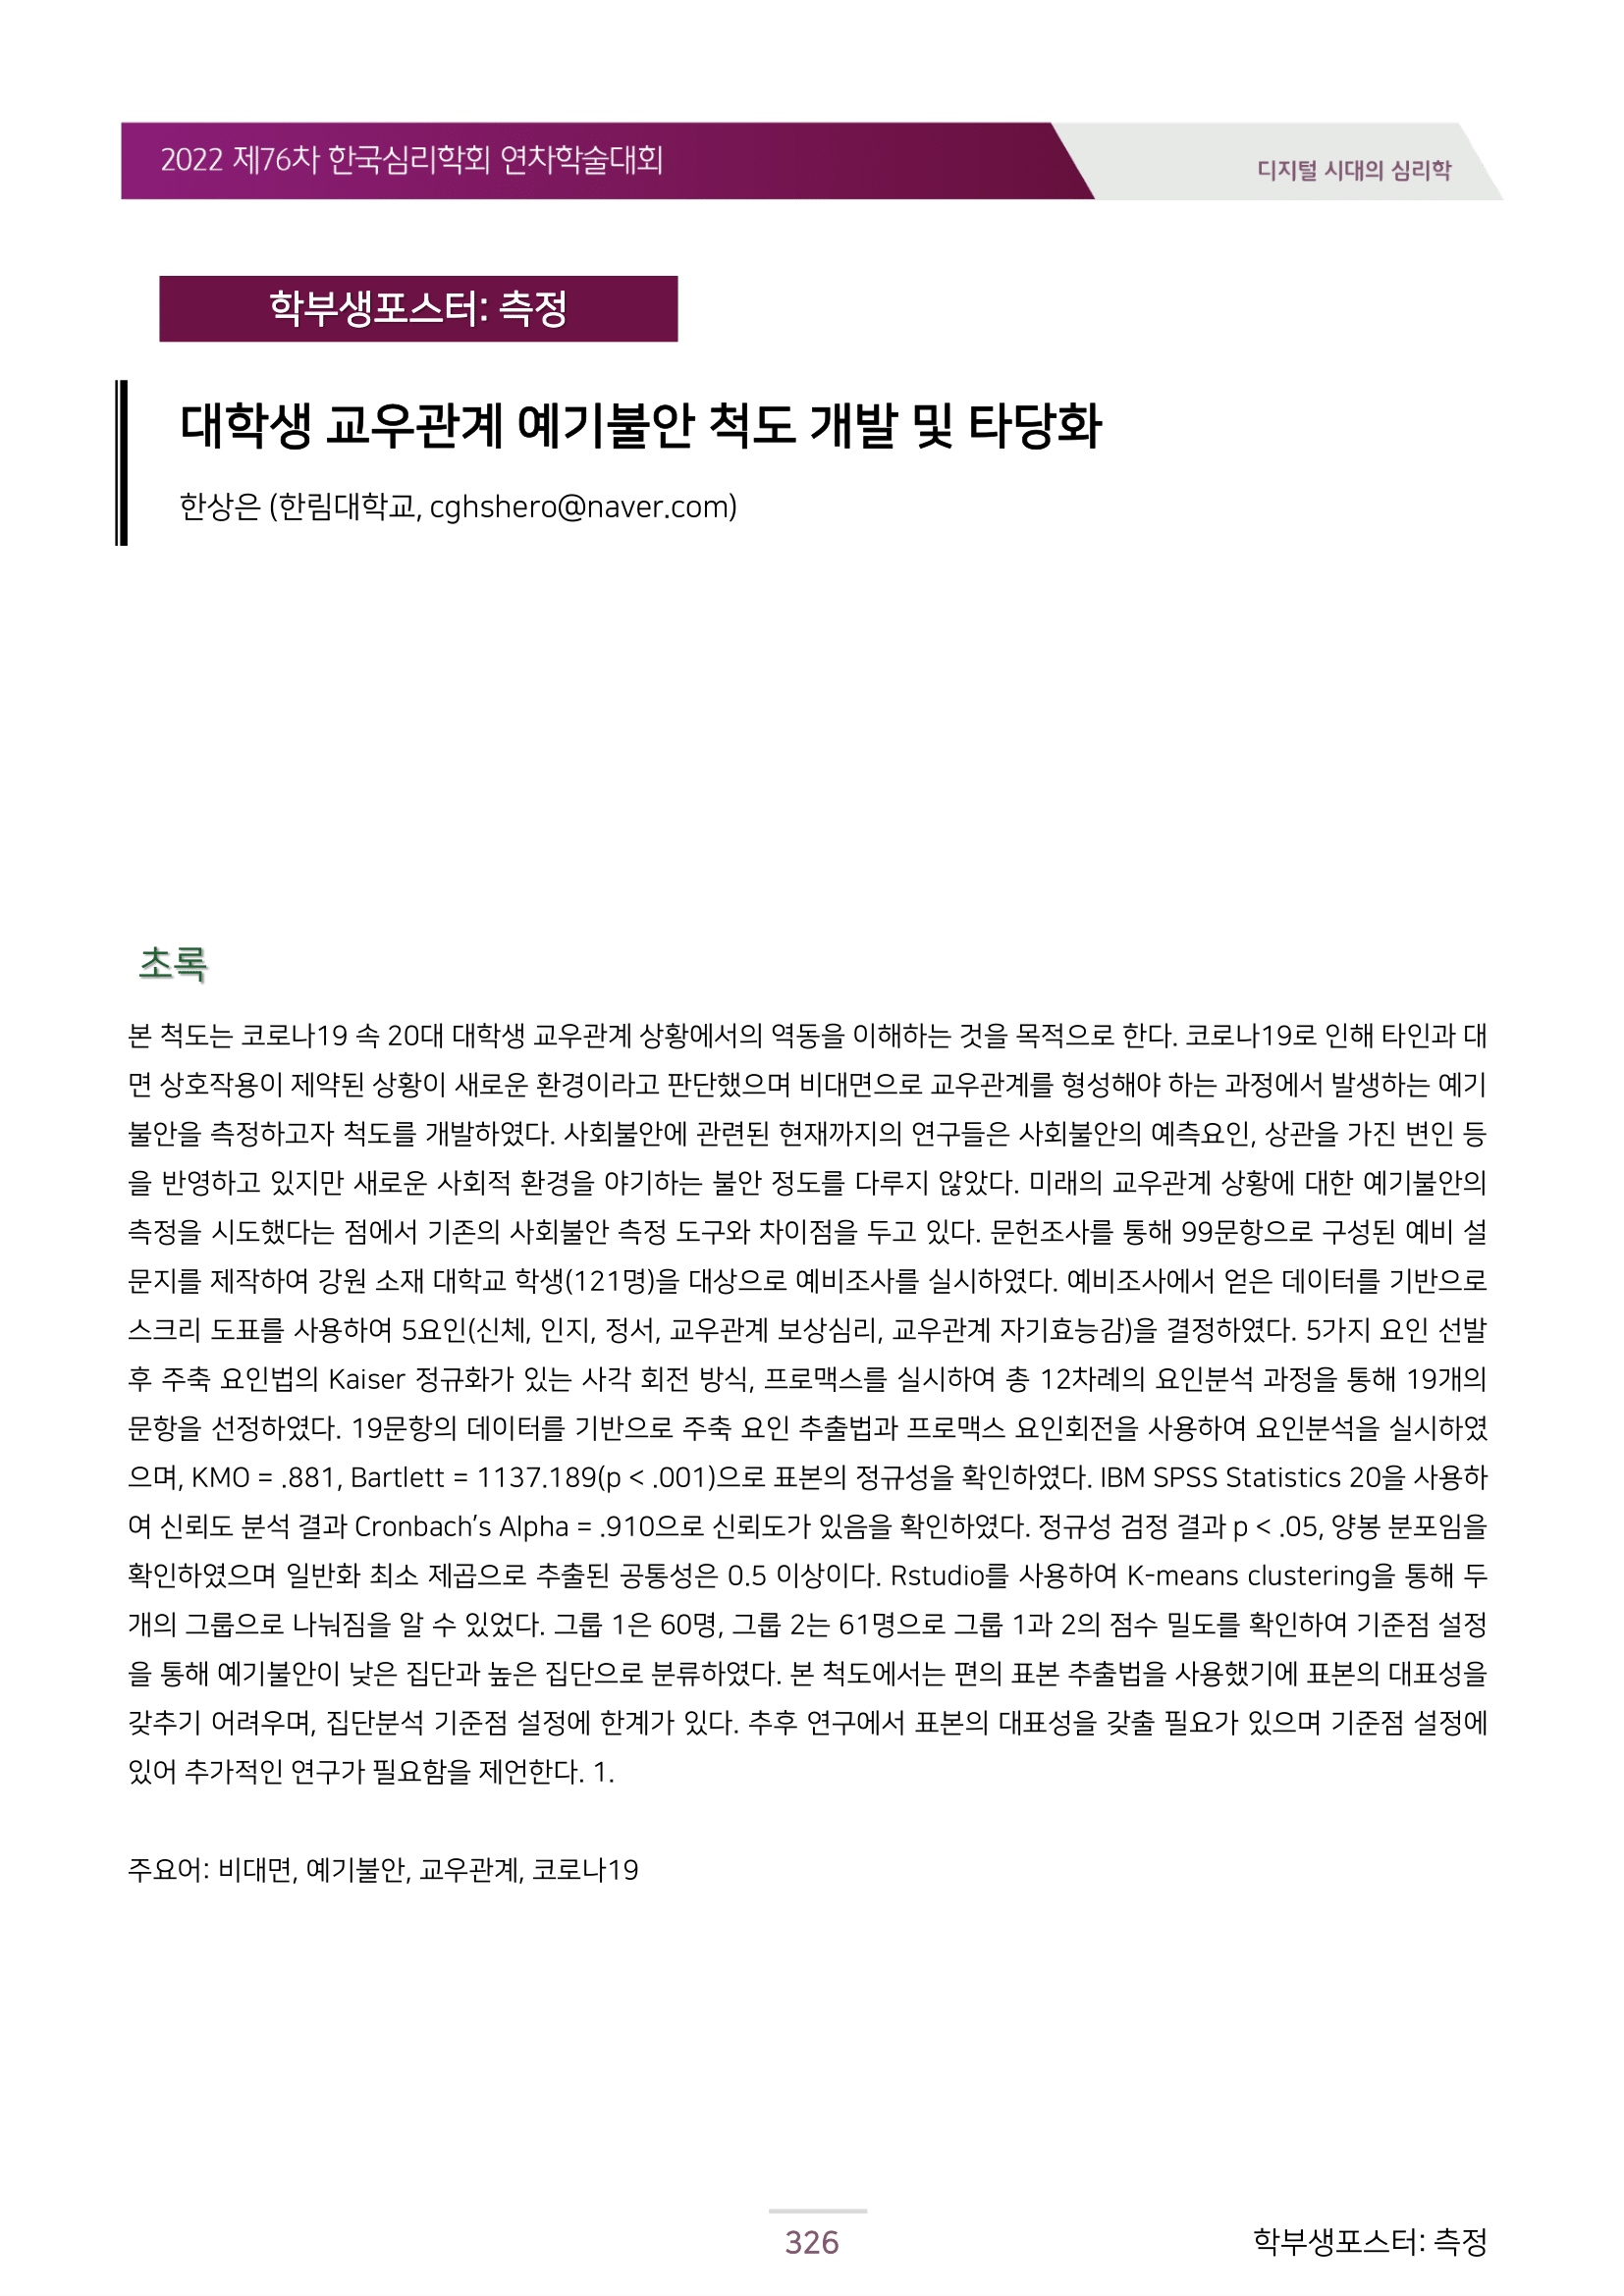 2022 제76차 한국심리학회 연차학술대회
디지털 시대의 심리학
학부생포스터: 측정
대학생 교우관계 예기불안 척도 개발 및 타당화
한상은 (한림대학교, cghshero@naver.com)
초록
본 척도는 코로나19 속 20대 대학생 교우관계 상황에서의 역동을 이해하는 것을 목적으로 한다. 코로나19로 인해 타인과 대
면 상호작용이 제약된 상황이 새로운 환경이라고 판단했으며 비대면으로 교우관계를 형성해야 하는 과정에서 발생하는 예기
불안을 측정하고자 척도를 개발하였다. 사회불안에 관련된 현재까지의 연구들은 사회불안의 예측요인, 상관을 가진 변인 등
을 반영하고 있지만 새로운 사회적 환경을 야기하는 불안 정도를 다루지 않았다. 미래의 교우관계 상황에 대한 예기불안의
측정을 시도했다는 점에서 기존의 사회불안 측정 도구와 차이점을 두고 있다. 문헌조사를 통해 99문항으로 구성된 예비 설
문지를 제작하여 강원 소재 대학교 학생(121명)을 대상으로 예비조사를 실시하였다. 예비조사에서 얻은 데이터를 기반으로
스크리 도표를 사용하여 5요인(신체, 인지, 정서, 교우관계 보상심리, 교우관계 자기효능감)을 결정하였다. 5가지 요인 선발
후 주축 요인법의 Kaiser 정규화가 있는 사각 회전 방식, 프로맥스를 실시하여 총 12차례의 요인분석 과정을 통해 19개의
문항을 선정하였다. 19문항의 데이터를 기반으로 주축 요인 추출법과 프로맥스 요인회전을 사용하여 요인분석을 실시하였
으며, KMO = .881, Bartlett = 1137.189(p < .001)으로 표본의 정규성을 확인하였다. IBM SPSS Statistics 20을 사용하
여 신뢰도 분석 결과 Cronbach’s Alpha = .910으로 신뢰도가 있음을 확인하였다. 정규성 검정 결과 p < .05, 양봉 분포임을
확인하였으며 일반화 최소 제곱으로 추출된 공통성은 0.5 이상이다. Rstudio를 사용하여 K-means clustering을 통해 두
개의 그룹으로 나눠짐을 알 수 있었다. 그룹 1은 60명, 그룹 2는 61명으로 그룹 1과 2의 점수 밀도를 확인하여 기준점 설정
을 통해 예기불안이 낮은 집단과 높은 집단으로 분류하였다. 본 척도에서는 편의 표본 추출법을 사용했기에 표본의 대표성을
갖추기 어려우며, 집단분석 기준점 설정에 한계가 있다. 추후 연구에서 표본의 대표성을 갖출 필요가 있으며 기준점 설정에
있어 추가적인 연구가 필요함을 제언한다. 1.
주요어: 비대면, 예기불안, 교우관계, 코로나19
326
학부생포스터: 측정